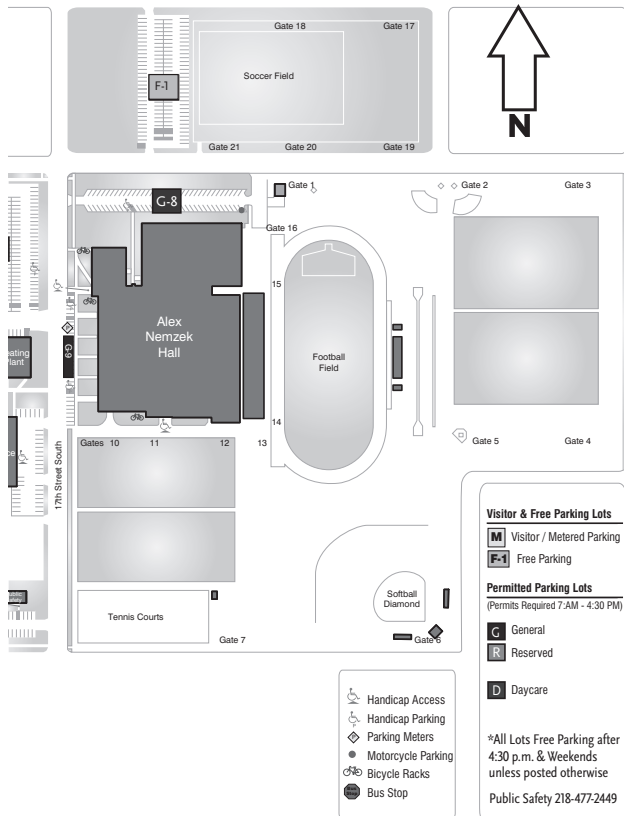 Gate 18
Gate 17
F-1
Soccer Field
Gate 21
Gate 20
Gate 19
N
G-8
Gate 1
Gate 2
Gate 3
Gate 16
15
Alex
Nemzek
Hall
G-9
eating
Plant
Football
Field
14
Gates 10 11 12 13
Gate 5
Gate 4
17th Street South
Tennis Courts
Softball
Diamond
Gate 7
Gate 6
Handicap Access
Handicap Parking
Parking Meters
Motorcycle Parking
Bicycle Racks
Bus Stop
Visitor & Free Parking Lots
M Visitor / Metered Parking
F-1 Free Parking
Permitted Parking Lots
(Permits Required 7:AM - 4:30 PM)
G General
R Reserved
D Daycare
*All Lots Free Parking after
4:30 p.m. & Weekends
unless posted otherwise
Public Safety 218-477-2449